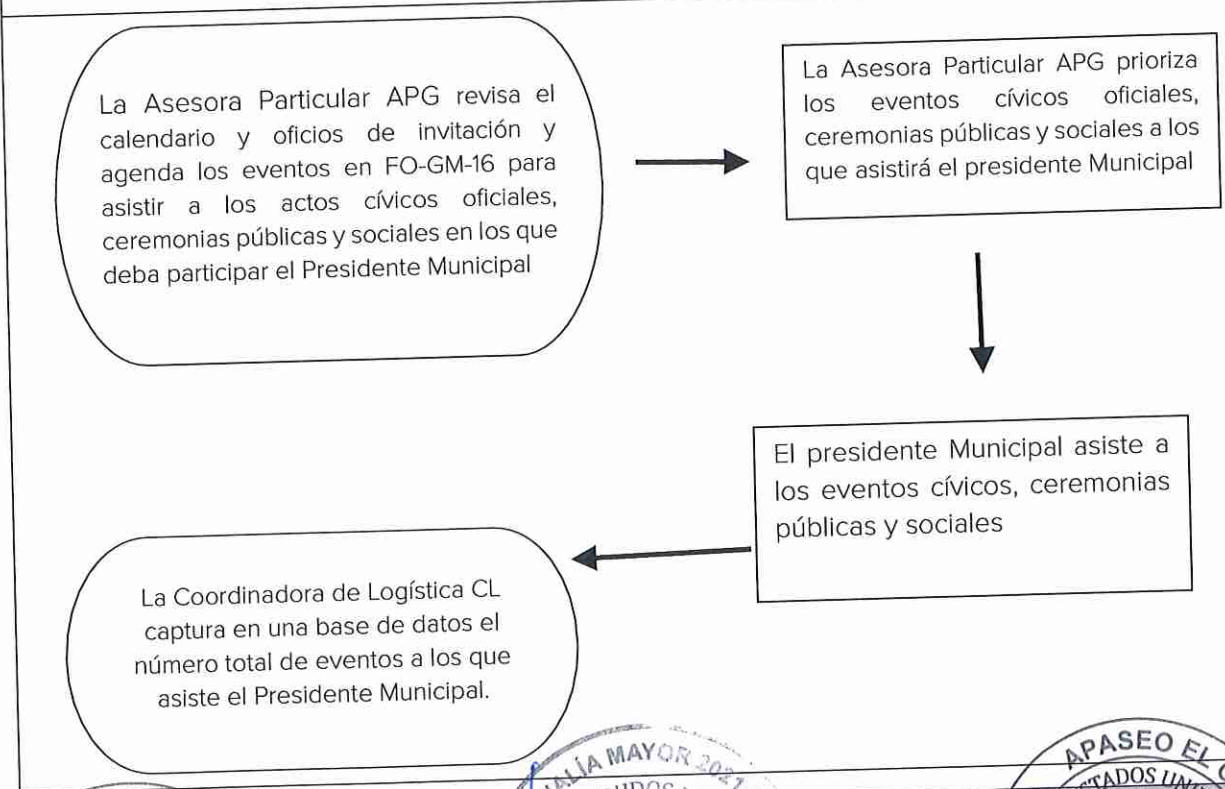 La Asesora Particular APG revisa el
calendario y oficios de invitación y
agenda los eventos en FO-GM-16 para
asistir a los actos cívicos oficiales,
ceremonias públicas y sociales en los que
deba participar el Presidente Municipal
La Asesora Particular APG prioriza
los eventos cívicos oficiales,
ceremonias públicas y sociales a los
que asistirá el presidente Municipal
El presidente Municipal asiste a
los eventos cívicos, ceremonias
públicas y sociales
La Coordinadora de Logística CL
captura en una base de datos el
número total de eventos a los que
asiste el Presidente Municipal.
MAYOR
APASEO EL